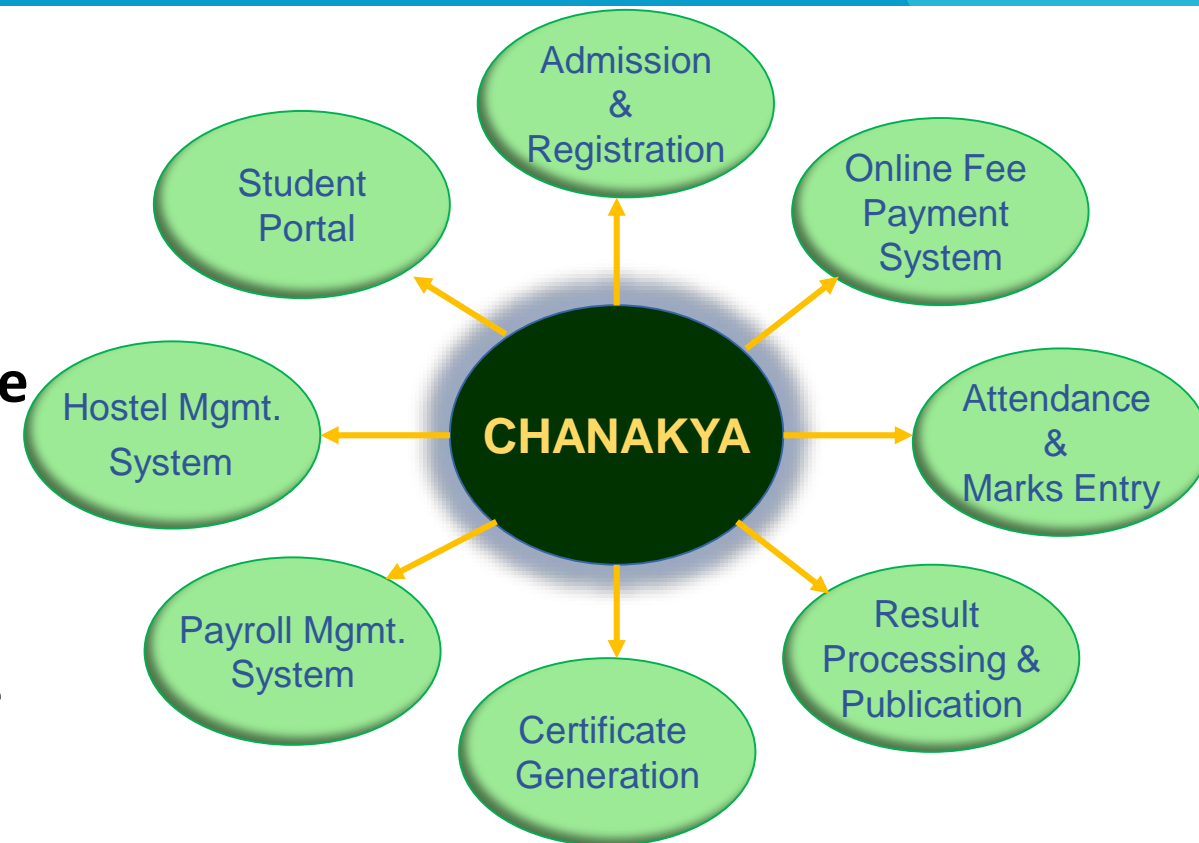 Admission
&
Registration
Online Fee
Payment
System
Student
Portal
Attendance
&
Marks Entry
CHANAKYA
Hostel Mgmt.
System
Result
Processing &
Publication
Payroll Mgmt.
System
Certificate
Generation
e